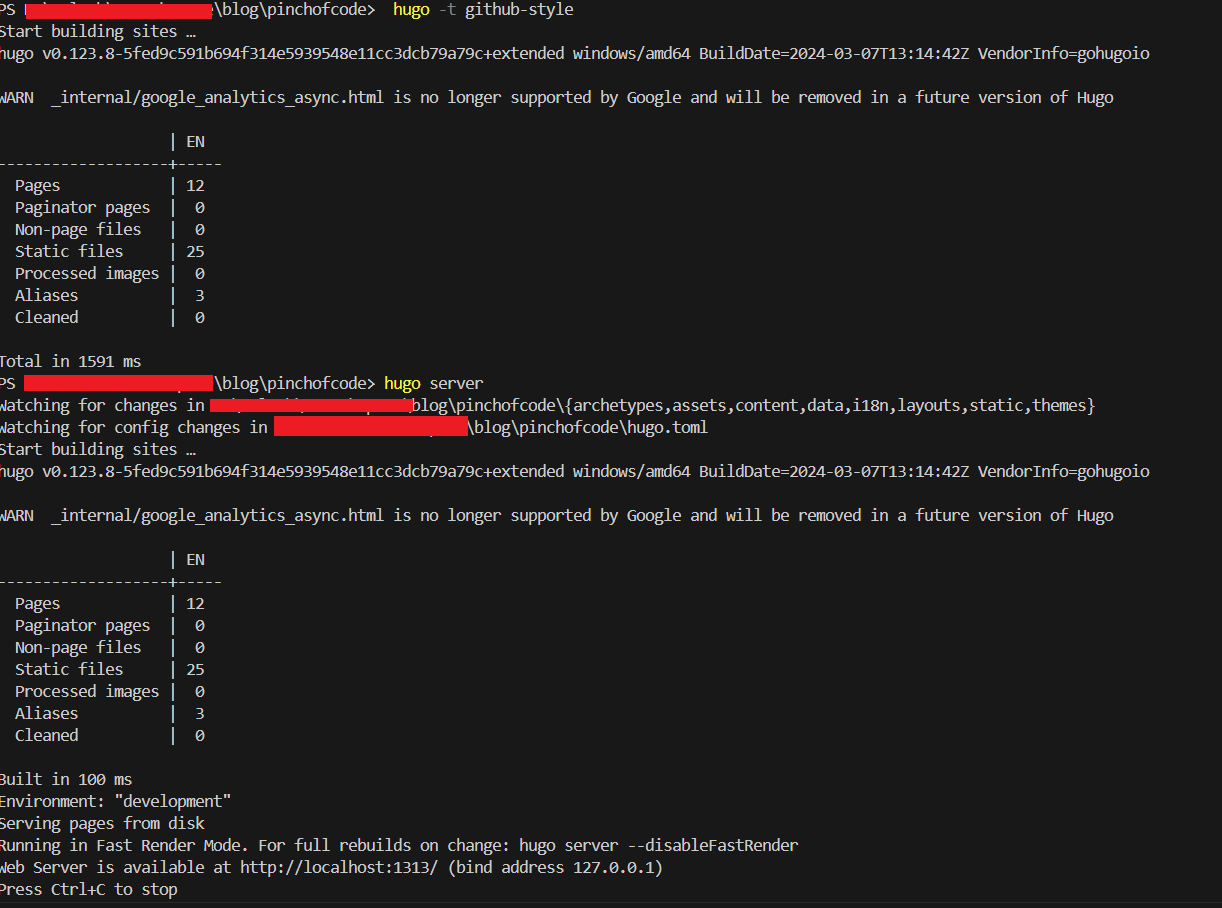 PS \blog\pinchofcode> hugo -t github-style
Start building sites …
hugo v0.123.8-5fed9c591b694f314e5939548e11cc3dcb79a79c+extended windows/amd64 BuildDate=2024-03-07T13:14:42Z VendorInfo=gohugoio
WARN  _internal/google_analytics_async.html is no longer supported by Google and will be removed in a future version of Hugo
| EN
-------------------+-----
Pages | 12
Paginator pages | 0
Non-page files | 0
Static files | 25
Processed images | 0
Aliases | 3
Cleaned | 0
Total in 1591 ms
PS \blog\pinchofcode> hugo server
Watching for changes in blog\pinchofcode\{archetypes,assets,content,data,i18n,layouts,static,themes}
Watching for config changes in \blog\pinchofcode\hugo.toml
Start building sites …
hugo v0.123.8-5fed9c591b694f314e5939548e11cc3dcb79a79c+extended windows/amd64 BuildDate=2024-03-07T13:14:42Z VendorInfo=gohugoio
WARN  _internal/google_analytics_async.html is no longer supported by Google and will be removed in a future version of Hugo
| EN
-------------------+-----
Pages | 12
Paginator pages | 0
Non-page files | 0
Static files | 25
Processed images | 0
Aliases | 3
Cleaned | 0
Built in 100 ms
Environment: "development"
Serving pages from disk
Running in Fast Render Mode. For full rebuilds on change: hugo server --disableFastRender
Web Server is available at http://localhost:1313/ (bind address 127.0.0.1)
Press Ctrl+C to stop